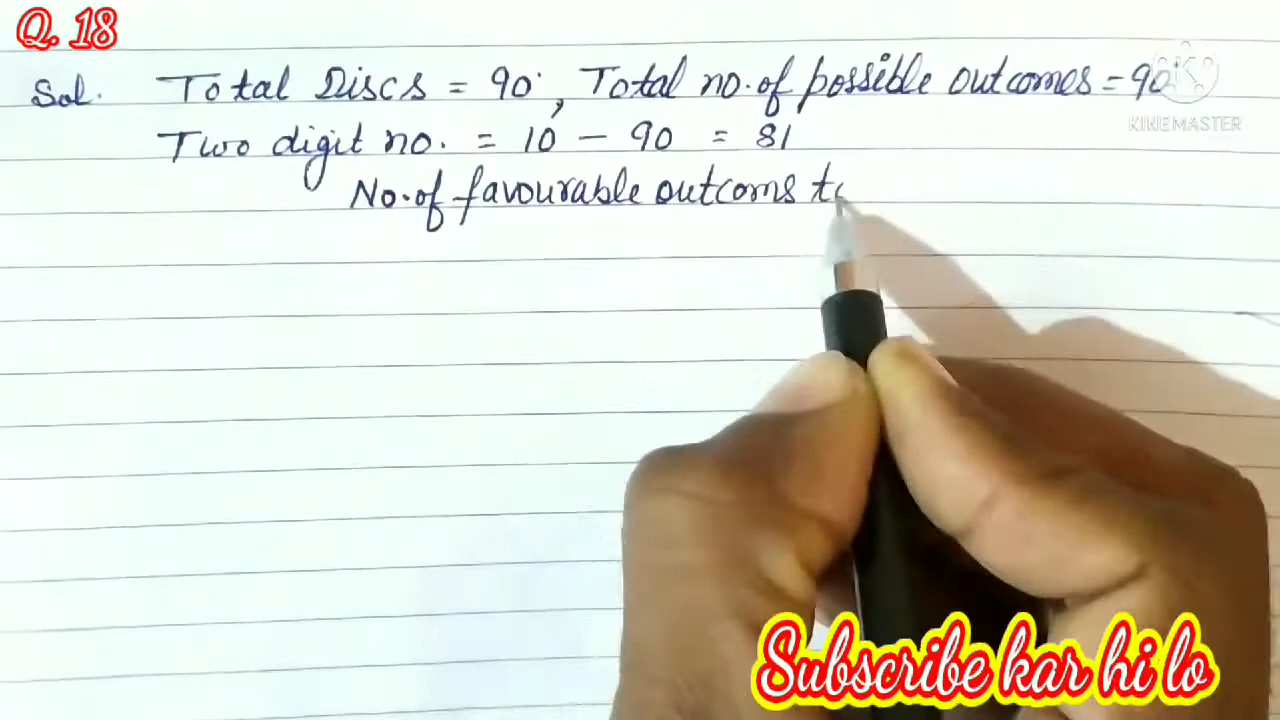 Q. 18
Sol. Total Discs = 90, Total no. of possible outcomes = 90
KINEMASTER
Two digit no. = 10 - 90 = 81
No. of favourable outcoms to
Subscribe kar hi lo